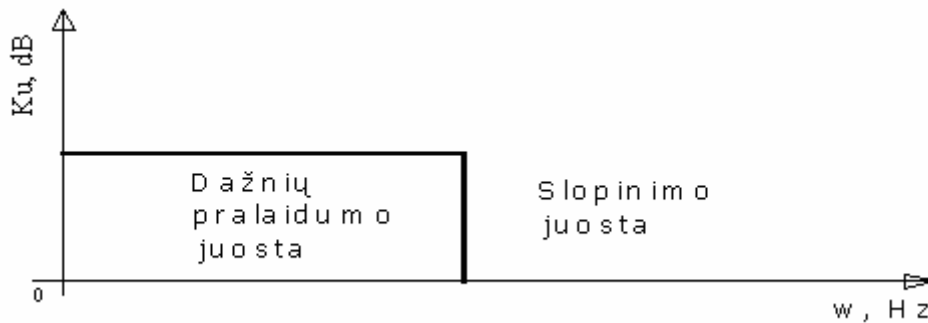 Ku, dB
Dažnių
pralaidumo
juosta
Slopinimo
juosta
0
w, Hz